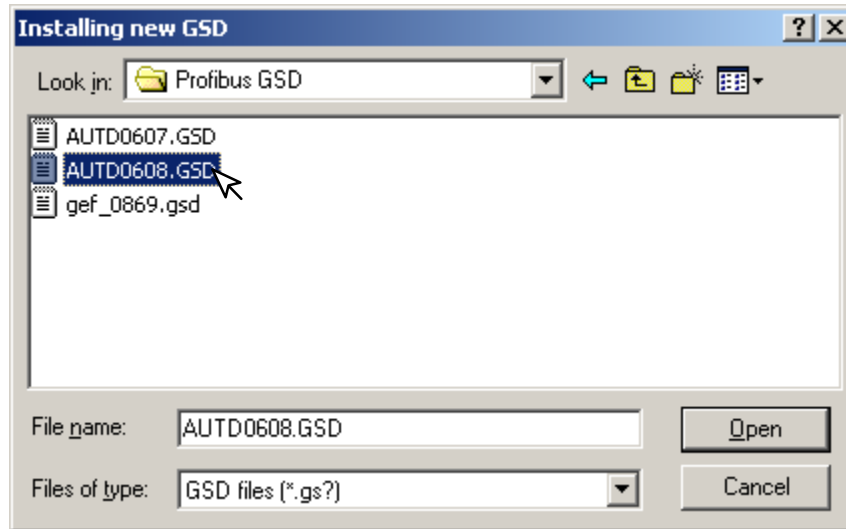 Installing new GSD
Look in: Profibus GSD
AUTD0607.GSD
AUTD0608.GSD
gef_0869.gsd
File name: AUTD0608.GSD Open
Files of type: GSD files (*.gs?) Cancel